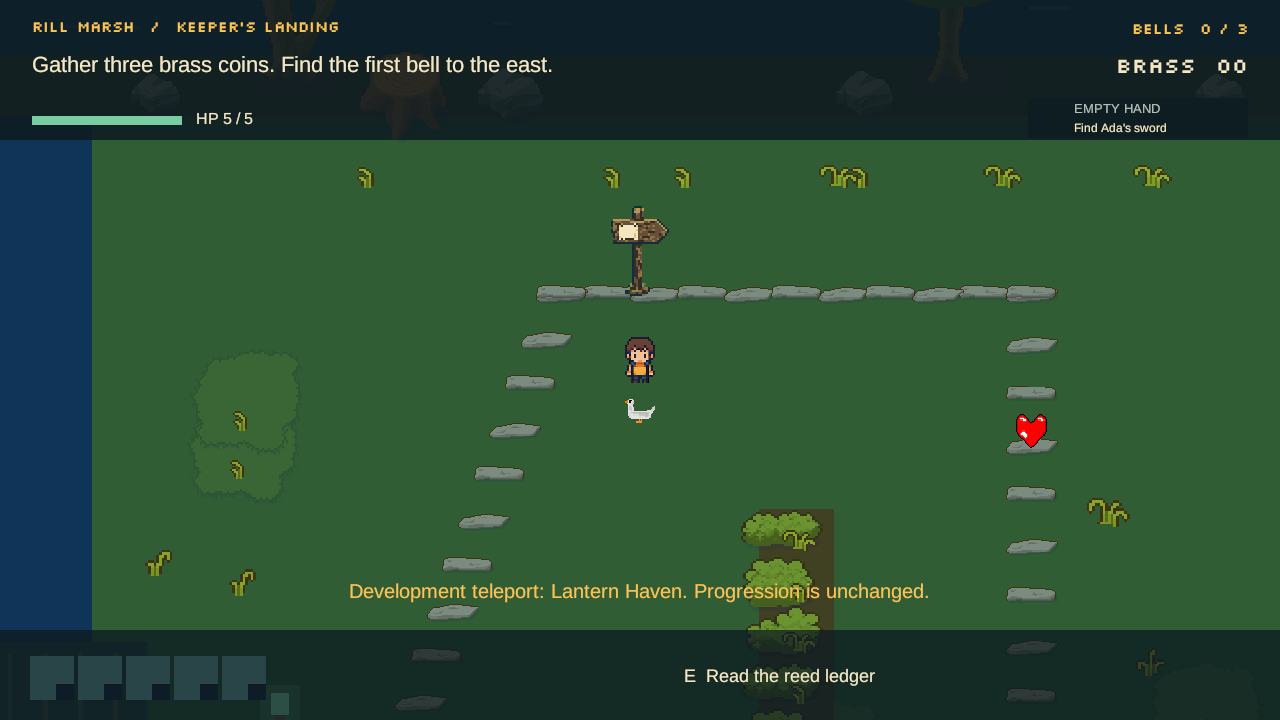 RILL MARSH / KEEPER'S LANDING
BELLS 0 / 3
Gather three brass coins. Find the first bell to the east.
BRASS 00
HP 5 / 5
EMPTY HAND
Find Ada's sword
Development teleport: Lantern Haven. Progression is unchanged.
E Read the reed ledger